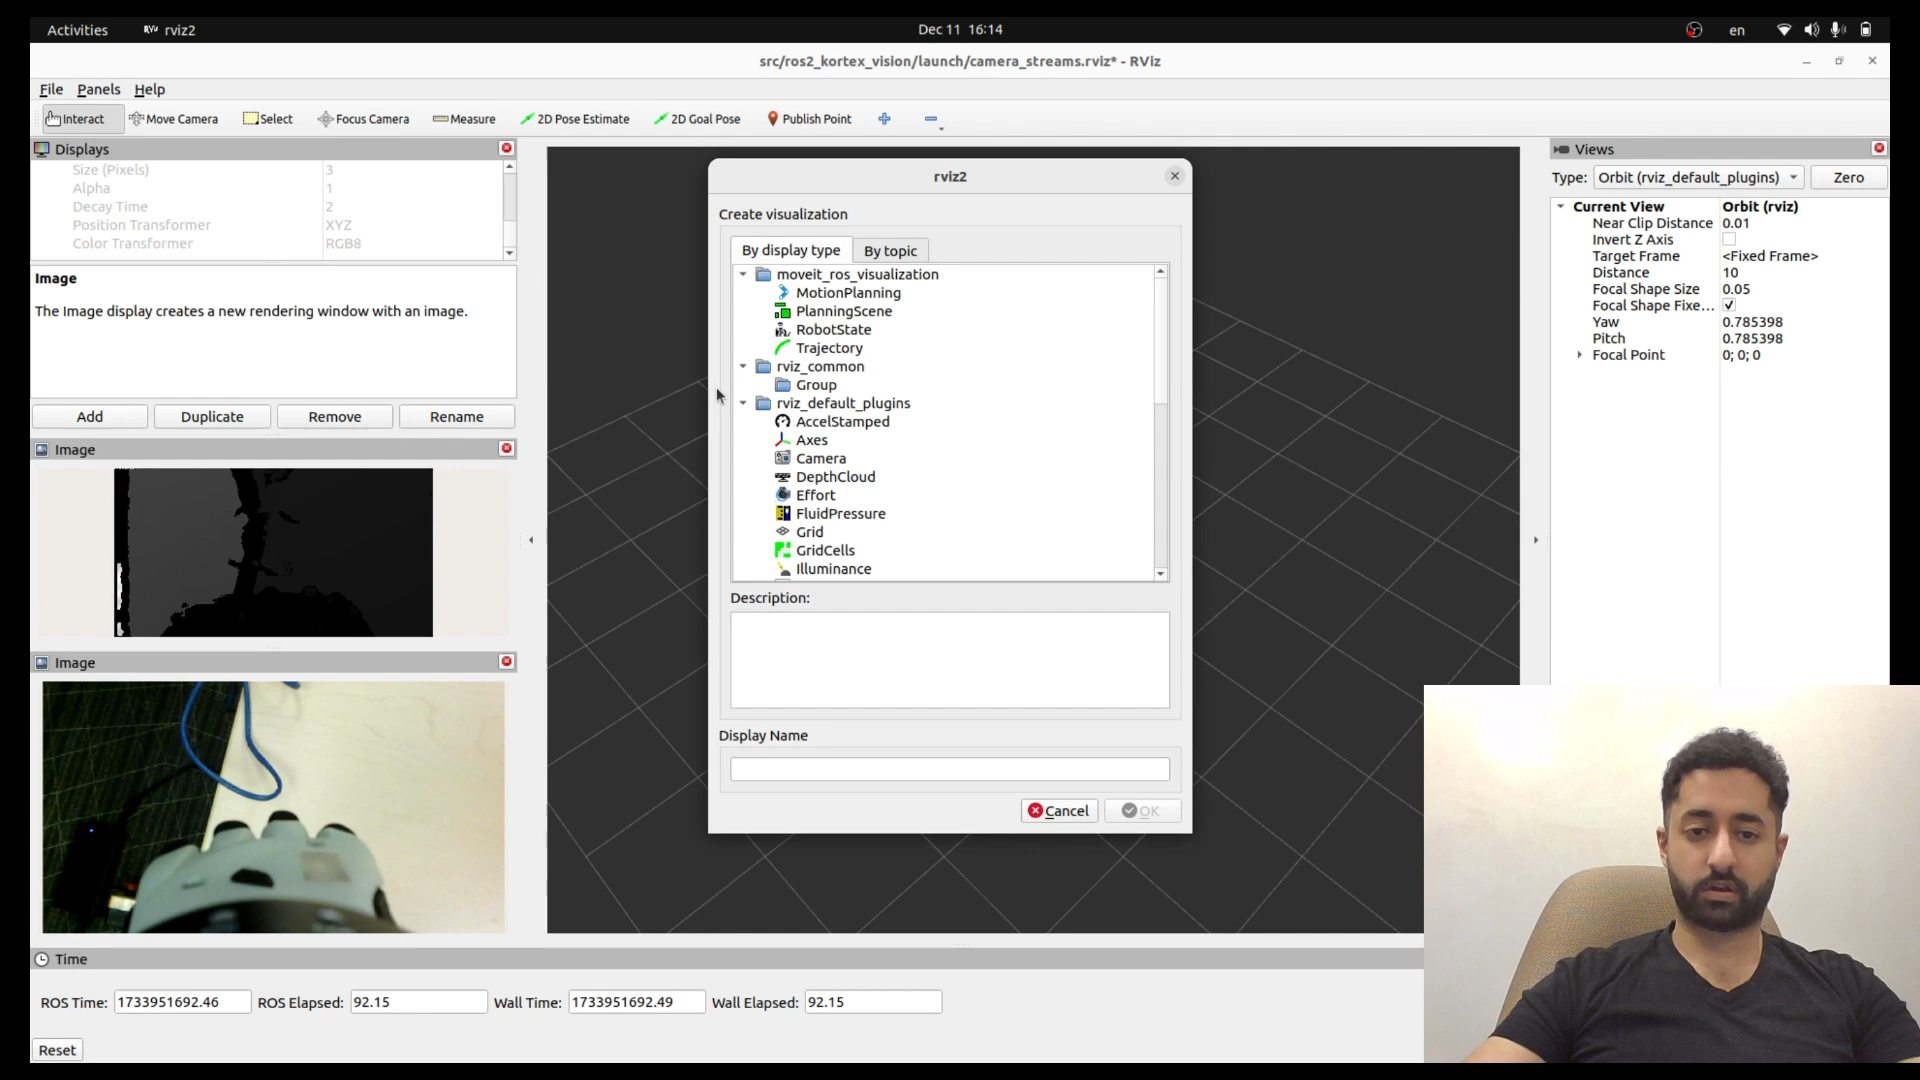 Activities rviz2 Dec 11 16:14 en
src/ros2_kortex_vision/launch/camera_streams.rviz* - RViz
File Panels Help
Interact Move Camera Select Focus Camera Measure 2D Pose Estimate 2D Goal Pose Publish Point
Displays
Size (Pixels) 3
Alpha 1
Decay Time 2
Position Transformer XYZ
Color Transformer RGB8
Image
The Image display creates a new rendering window with an image.
Add Duplicate Remove Rename
Image
Image
rviz2
Create visualization
By display type By topic
moveit_ros_visualization
MotionPlanning
PlanningScene
RobotState
Trajectory
rviz_common
Group
rviz_default_plugins
AccelStamped
Axes
Camera
DepthCloud
Effort
FluidPressure
Grid
GridCells
Illuminance
Description:
Display Name
Cancel OK
Views
Type: Orbit (rviz_default_plugins) Zero
Current View Orbit (rviz)
Near Clip Distance 0.01
Invert Z Axis
Target Frame <Fixed Frame>
Distance 10
Focal Shape Size 0.05
Focal Shape Fixe...
Yaw 0.785398
Pitch 0.785398
Focal Point 0; 0; 0
Time
ROS Time: 1733951692.46 ROS Elapsed: 92.15 Wall Time: 1733951692.49 Wall Elapsed: 92.15
Reset